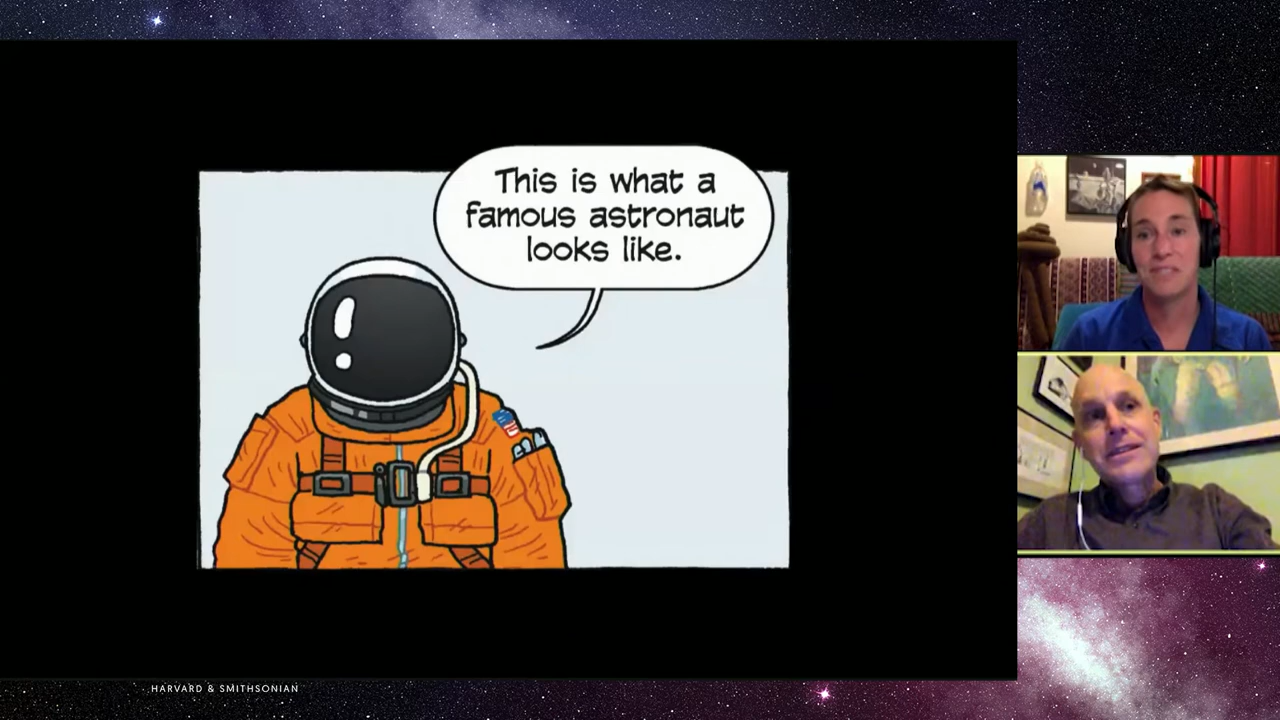 This is what a
famous astronaut
looks like.
HARVARD & SMITHSONIAN